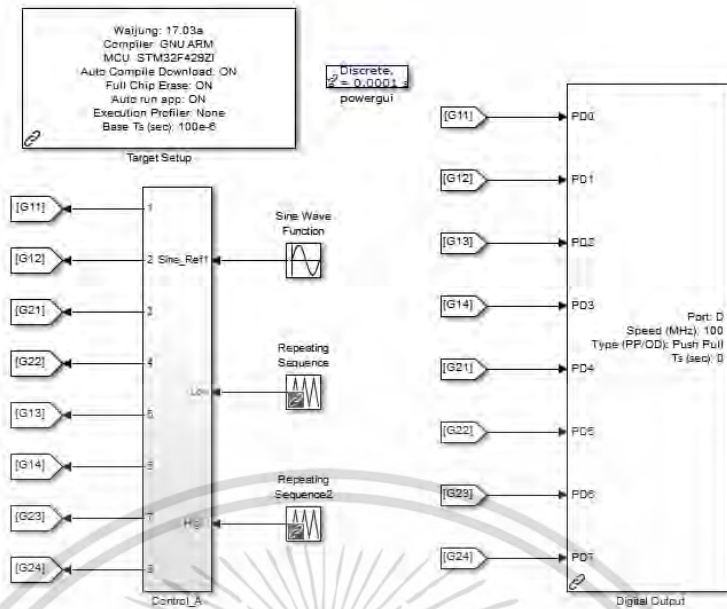 Waijung: 17.03a
Compiler: GNU ARM
MCU: STM32F429ZI
Auto Compile Download: ON
Full Chip Erase: ON
Auto run app: ON
Execution Profiler: None
Base Ts (sec): 100e-6
Target Setup
Discrete,
= 0.0001 s
powergui
[G11]
[G12]
[G21]
[G22]
[G13]
[G14]
[G23]
[G24]
1
2
3
4
5
6
7
8
Sine_Ref1
Low
High
Control_A
Sine Wave
Function
Repeating
Sequence
Repeating
Sequence2
[G11]
[G12]
[G13]
[G14]
[G21]
[G22]
[G23]
[G24]
PD0
PD1
PD2
PD3
PD4
PD5
PD6
PD7
Port: D
Speed (MHz): 100
Type (PP/OD): Push Pull
Ts (sec): 0
Digital Output